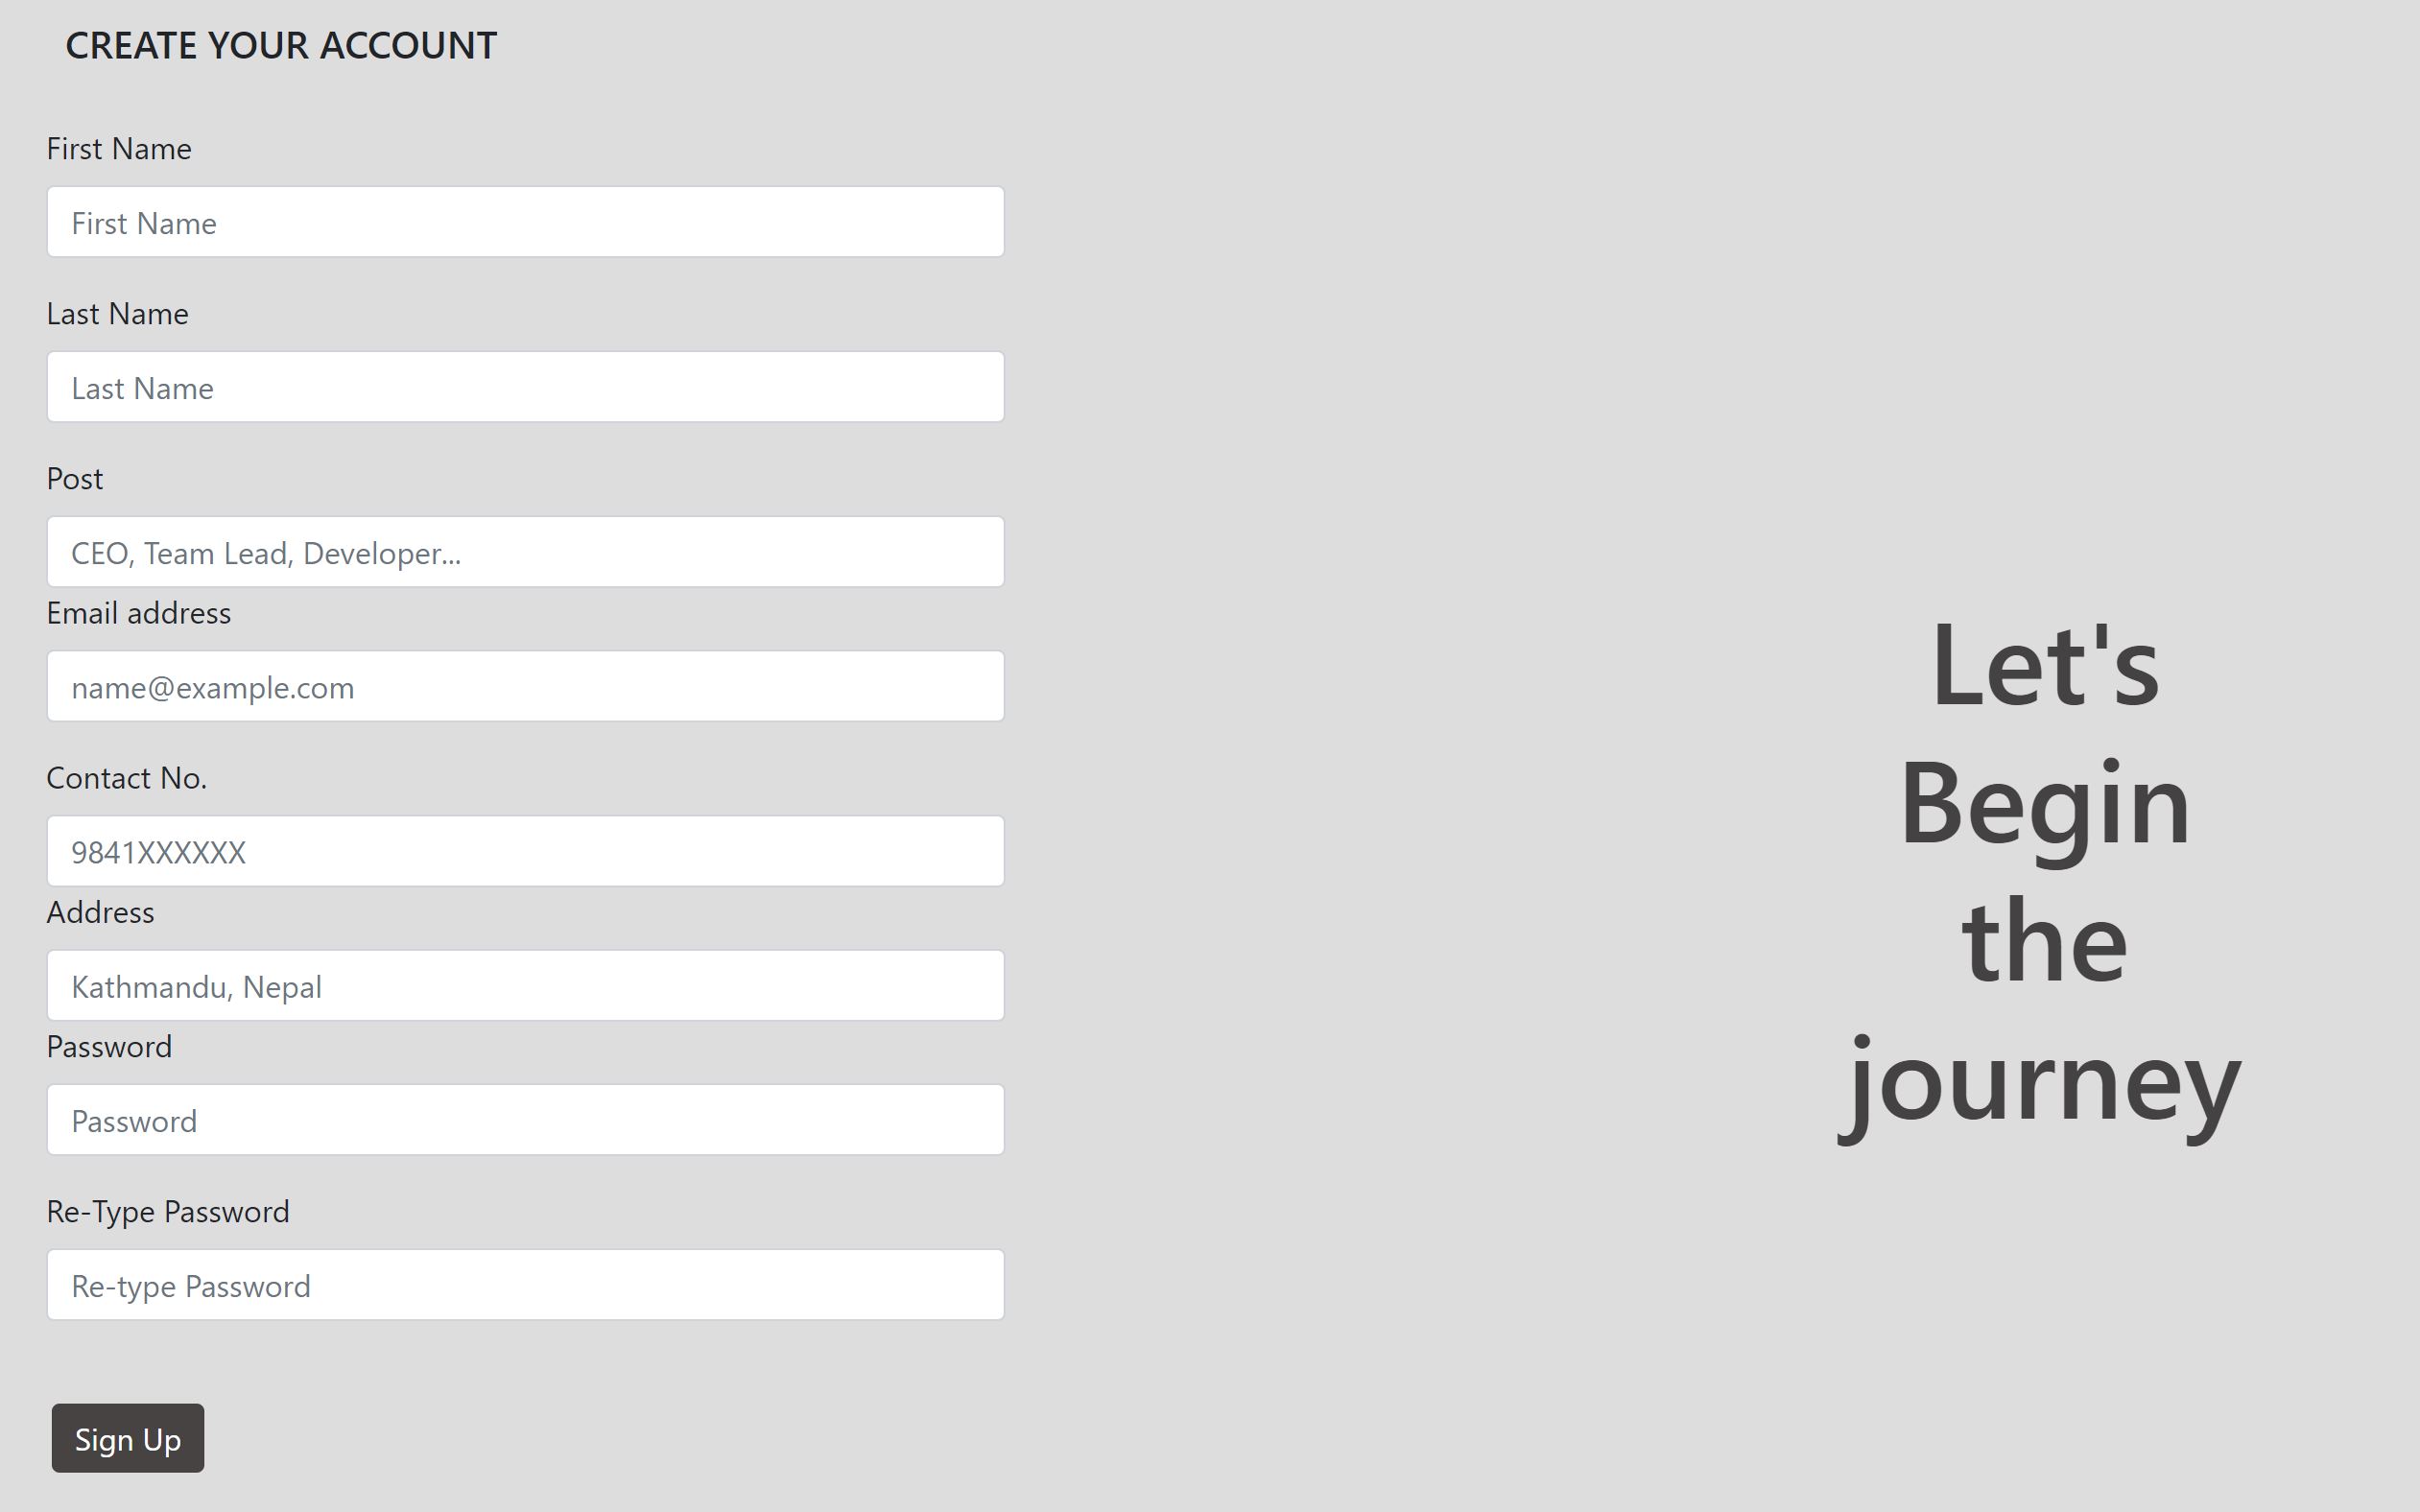 CREATE YOUR ACCOUNT
First Name
First Name
Last Name
Last Name
Post
CEO, Team Lead, Developer...
Email address
name@example.com
Contact No.
9841XXXXXX
Address
Kathmandu, Nepal
Password
Password
Re-Type Password
Re-type Password
Sign Up
Let's
Begin
the
journey